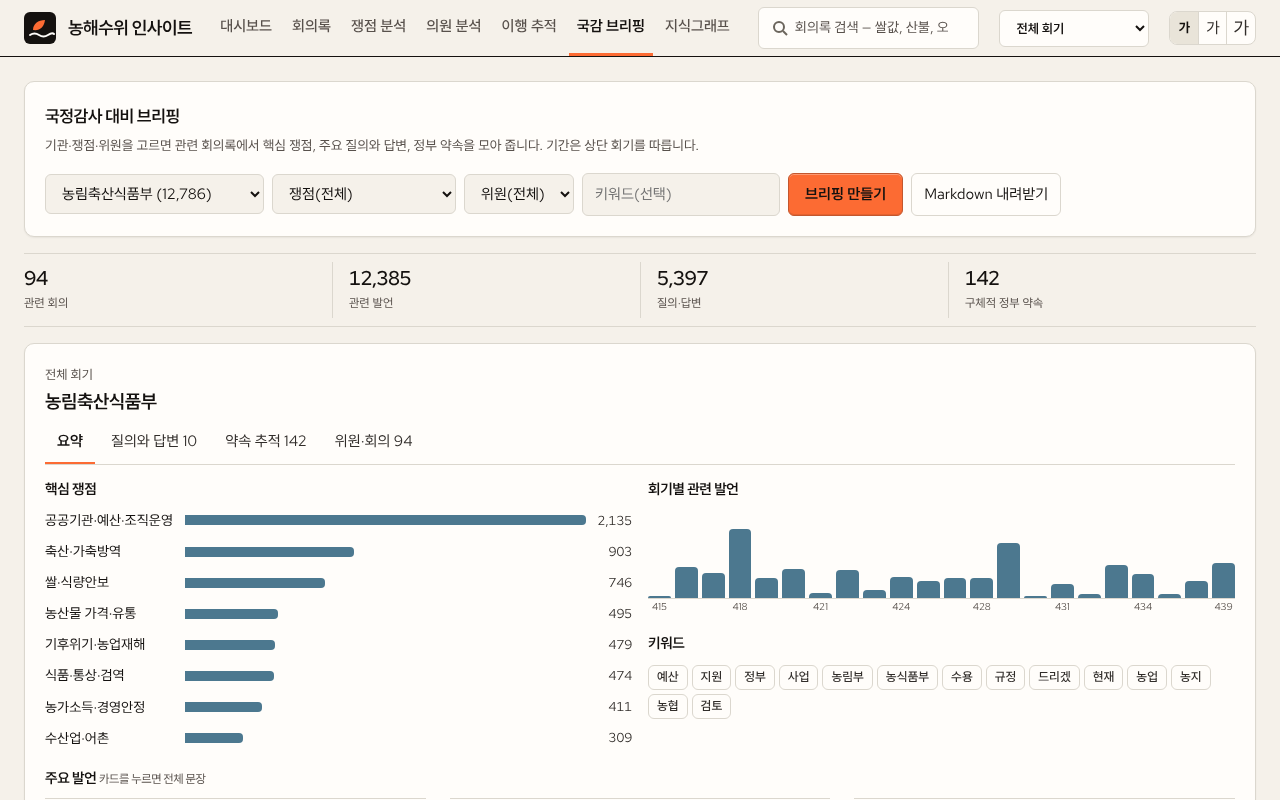 농해수위 인사이트
대시보드 회의록 쟁점 분석 의원 분석 이행 추적 국감 브리핑 지식그래프
회의록 검색 — 쌀값, 산불, 오
전체 회기
가 가 가
국정감사 대비 브리핑
기관·쟁점·위원을 고르면 관련 회의록에서 핵심 쟁점, 주요 질의와 답변, 정부 약속을 모아 줍니다. 기간은 상단 회기를 따릅니다.
농림축산식품부 (12,786) 쟁점(전체) 위원(전체) 키워드(선택) 브리핑 만들기 Markdown 내려받기
94 12,385 5,397 142
관련 회의 관련 발언 질의·답변 구체적 정부 약속
전체 회기
농림축산식품부
요약 질의와 답변 10 약속 추적 142 위원·회의 94
핵심 쟁점
공공기관·예산·조직운영 2,135
축산·가축방역 903
쌀·식량안보 746
농산물 가격·유통 495
기후위기·농업재해 479
식품·통상·검역 474
농가소득·경영안정 411
수산업·어촌 309
회기별 관련 발언
415 418 421 424 428 431 434 439
키워드
예산 지원 정부 사업 농림부 농식품부 수용 규정 드리겠 현재 농업 농지
농협 검토
주요 발언 카드를 누르면 전체 문장